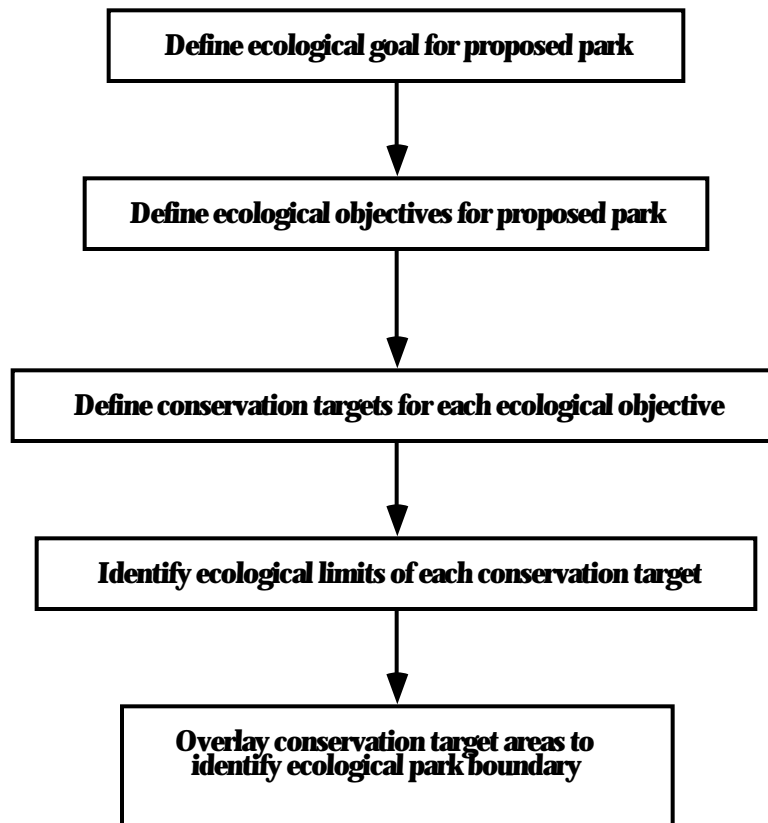 Define ecological goal for proposed park
Define ecological objectives for proposed park
Define conservation targets for each ecological objective
Identify ecological limits of each conservation target
Overlay conservation target areas to
identify ecological park boundary